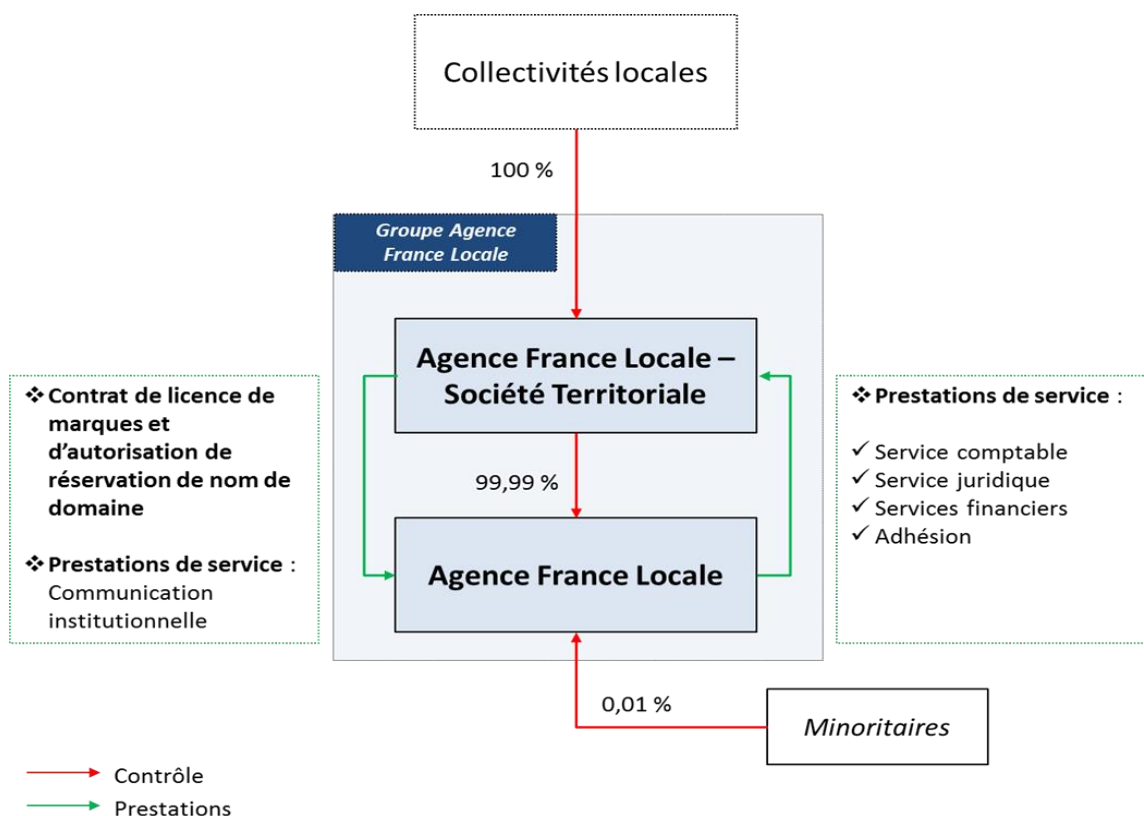 Collectivités locales
100 %
Groupe Agence
France Locale
Agence France Locale –
Société Territoriale
❖ Contrat de licence de
marques et
d'autorisation de
réservation de nom de
domaine
❖ Prestations de service :
Communication
institutionnelle
99,99 %
❖ Prestations de service :
✓ Service comptable
✓ Service juridique
✓ Services financiers
✓ Adhésion
Agence France Locale
0,01 %
Minoritaires
Contrôle
Prestations